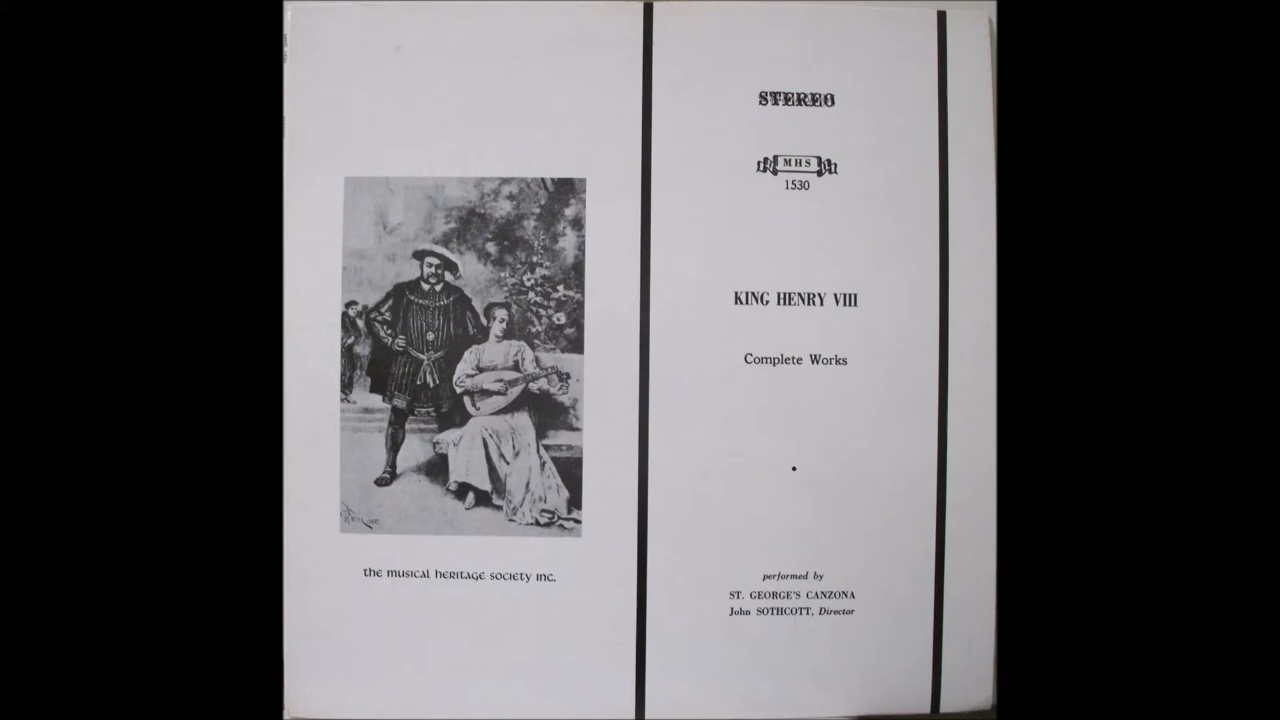 STEREO
MHS
1530
KING HENRY VIII
Complete Works
performed by
ST. GEORGE'S CANZONA
John SOTHCOTT, Director
the musical heritage society inc.